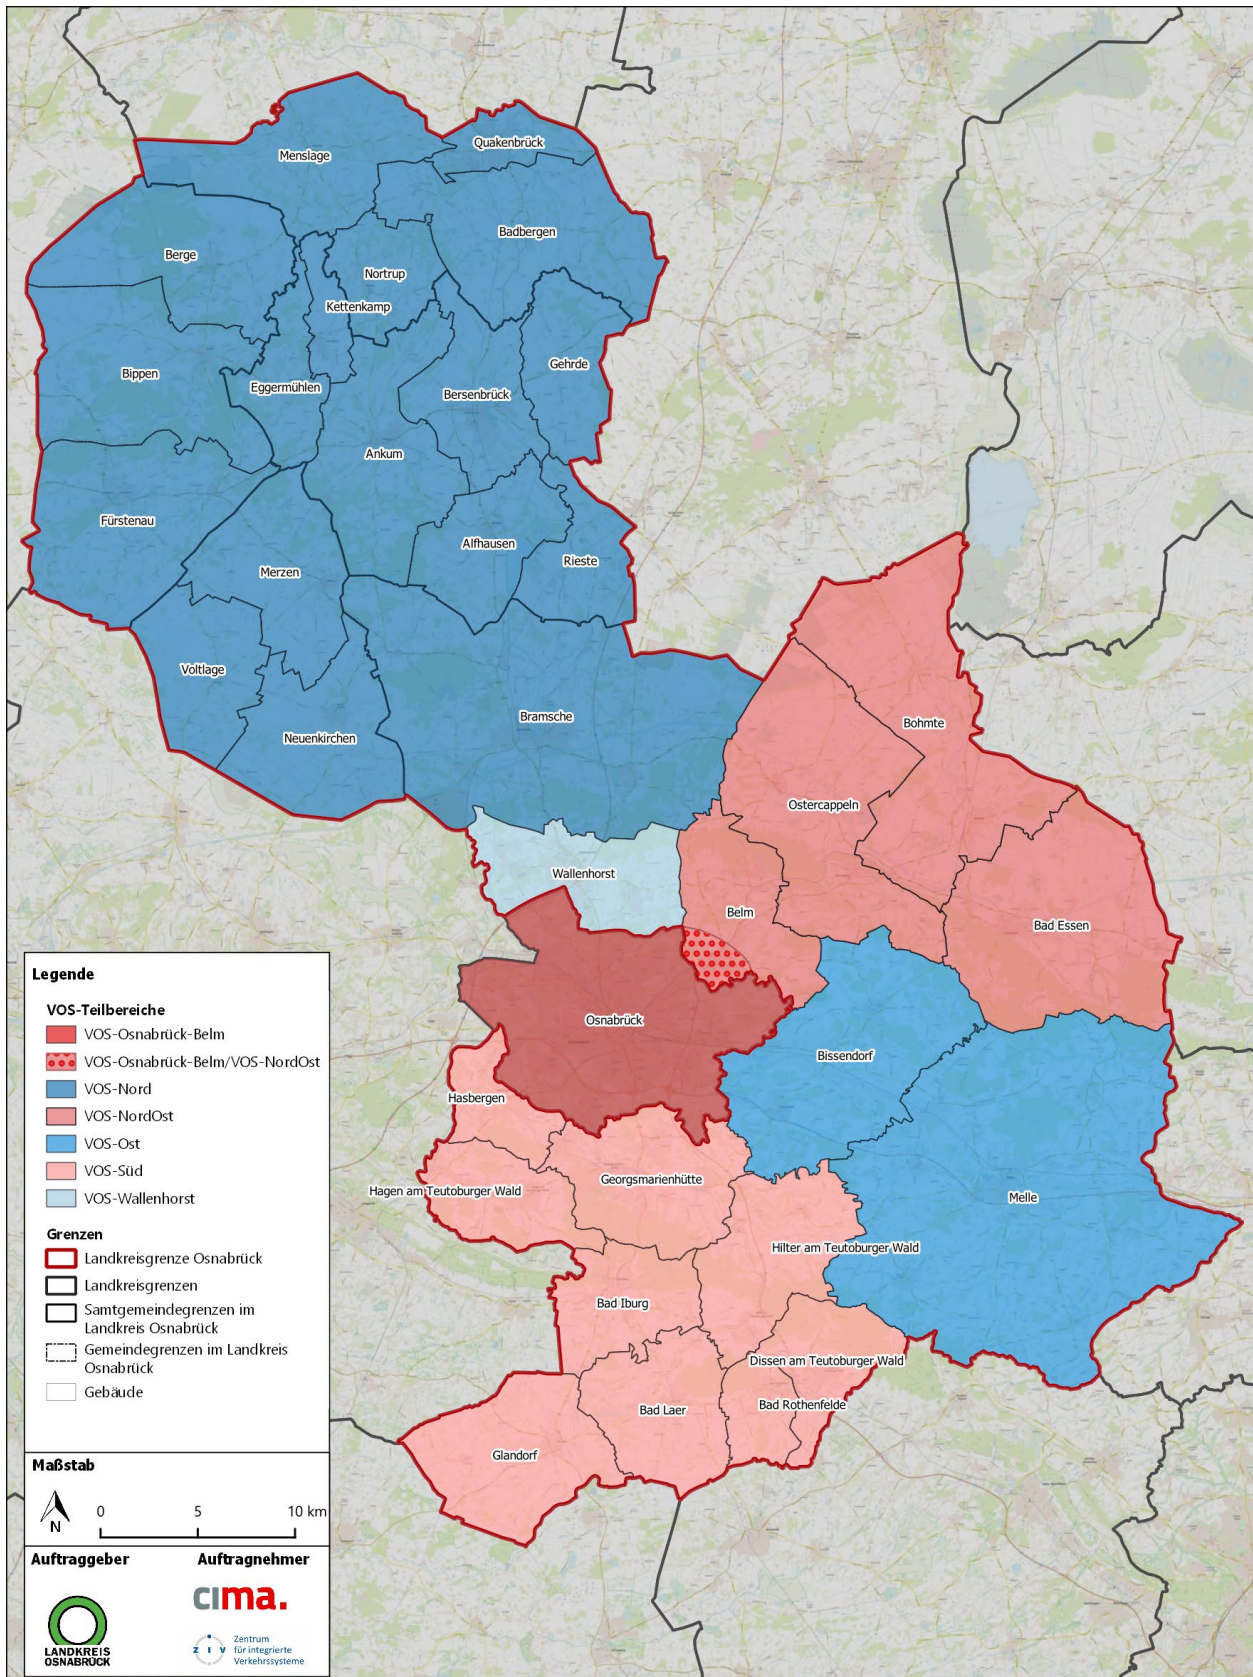 Menslage
Quakenbrück
Badbergen
Berge
Nortrup
Kettenkamp
Gehrde
Bippen
Eggermühlen
Bersenbrück
Ankum
Fürstenau
Alfhausen
Rieste
Merzen
Voltlage
Bramsche
Neuenkirchen
Bohmte
Ostercappeln
Wallenhorst
Belm
Bad Essen
Osnabrück
Bissendorf
Hasbergen
Georgsmarienhütte
Hagen am Teutoburger Wald
Melle
Hilter am Teutoburger Wald
Bad Iburg
Dissen am Teutoburger Wald
Bad Rothenfelde
Bad Laer
Glandorf
Legende
VOS-Teilbereiche
VOS-Osnabrück-Belm
VOS-Osnabrück-Belm/VOS-NordOst
VOS-Nord
VOS-NordOst
VOS-Ost
VOS-Süd
VOS-Wallenhorst
Grenzen
Landkreisgrenze Osnabrück
Landkreisgrenzen
Samtgemeindegrenzen im
Landkreis Osnabrück
Gemeindegrenzen im Landkreis
Osnabrück
Gebäude
Maßstab
N
0 5 10 km
Auftraggeber Auftragnehmer
LANDKREIS
OSNABRÜCK
cima.
Z I V
Zentrum
für integrierte
Verkehrssysteme